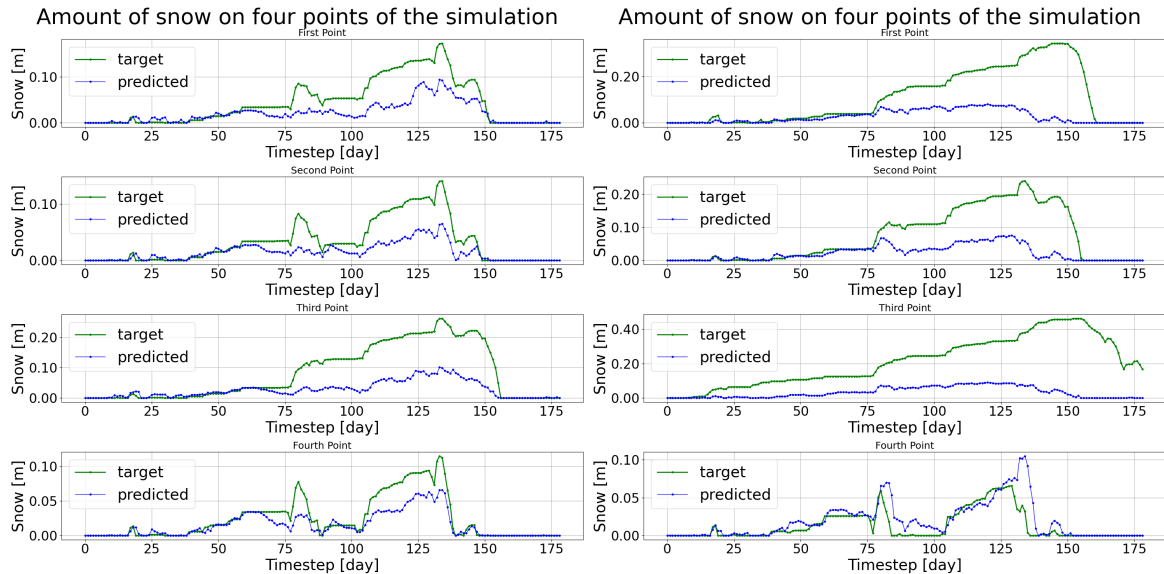 Amount of snow on four points of the simulation
First Point
Snow [m]
0.10
0.00
target
predicted
0 25 50 75 100 125 150 175
Timestep [day]
Second Point
Snow [m]
0.10
0.00
target
predicted
0 25 50 75 100 125 150 175
Timestep [day]
Third Point
Snow [m]
0.20
0.10
0.00
target
predicted
0 25 50 75 100 125 150 175
Timestep [day]
Fourth Point
Snow [m]
0.10
0.05
0.00
target
predicted
0 25 50 75 100 125 150 175
Timestep [day]
Amount of snow on four points of the simulation
First Point
Snow [m]
0.20
0.00
target
predicted
0 25 50 75 100 125 150 175
Timestep [day]
Second Point
Snow [m]
0.20
0.10
0.00
target
predicted
0 25 50 75 100 125 150 175
Timestep [day]
Third Point
Snow [m]
0.40
0.20
0.00
target
predicted
0 25 50 75 100 125 150 175
Timestep [day]
Fourth Point
Snow [m]
0.10
0.05
0.00
target
predicted
0 25 50 75 100 125 150 175
Timestep [day]